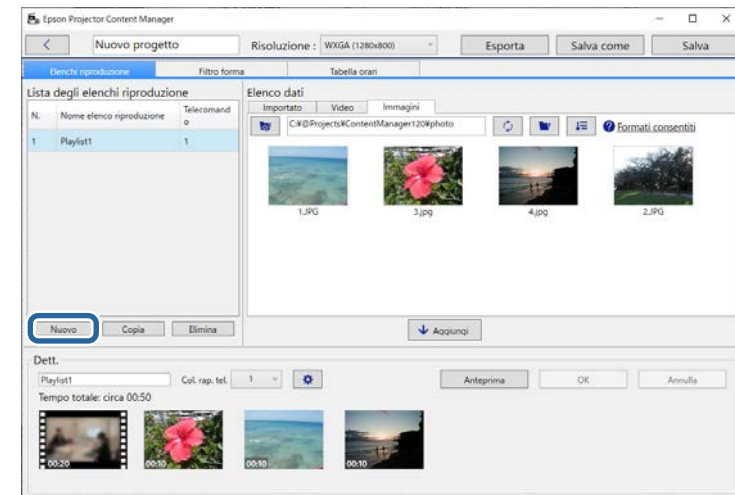 Epson Projector Content Manager
Nuovo progetto Risoluzione : WXGA (1280x800) Esporta Salva come Salva
Elenchi riproduzione Filtro forma Tabella orari
Lista degli elenchi riproduzione Elenco dati
Importato Video Immagini
N. Nome elenco riproduzione Telecomand
o
C:¥@Projects¥ContentManager120¥photo Formati consentiti
1 Playlist1 1
1.JPG 3.jpg 4.jpg 2.JPG
Nuovo Copia Elimina Aggiungi
Dett.
Playlist1 Col. rap. tel. 1 Anteprima OK Annulla
Tempo totale: circa 00:50
00:20 00:10 00:10 00:10